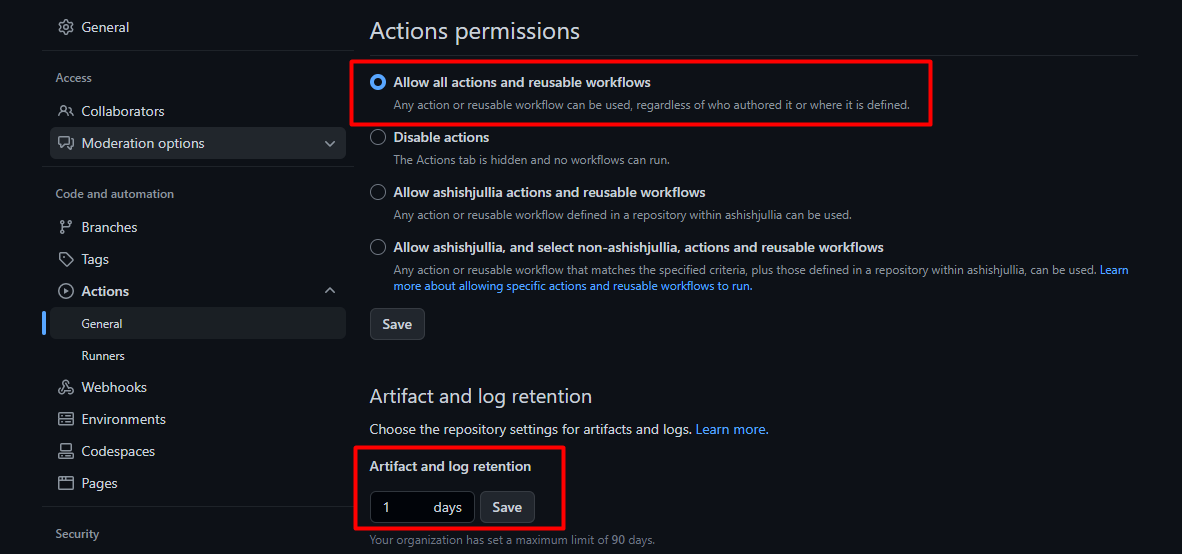 General
Access
Collaborators
Moderation options
Code and automation
Branches
Tags
Actions
General
Runners
Webhooks
Environments
Codespaces
Pages
Security
Actions permissions
Allow all actions and reusable workflows
Any action or reusable workflow can be used, regardless of who authored it or where it is defined.
Disable actions
The Actions tab is hidden and no workflows can run.
Allow ashishjullia actions and reusable workflows
Any action or reusable workflow defined in a repository within ashishjullia can be used.
Allow ashishjullia, and select non-ashishjullia, actions and reusable workflows
Any action or reusable workflow that matches the specified criteria, plus those defined in a repository within ashishjullia, can be used. Learn
more about allowing specific actions and reusable workflows to run.
Save
Artifact and log retention
Choose the repository settings for artifacts and logs. Learn more.
Artifact and log retention
1 days Save
Your organization has set a maximum limit of 90 days.